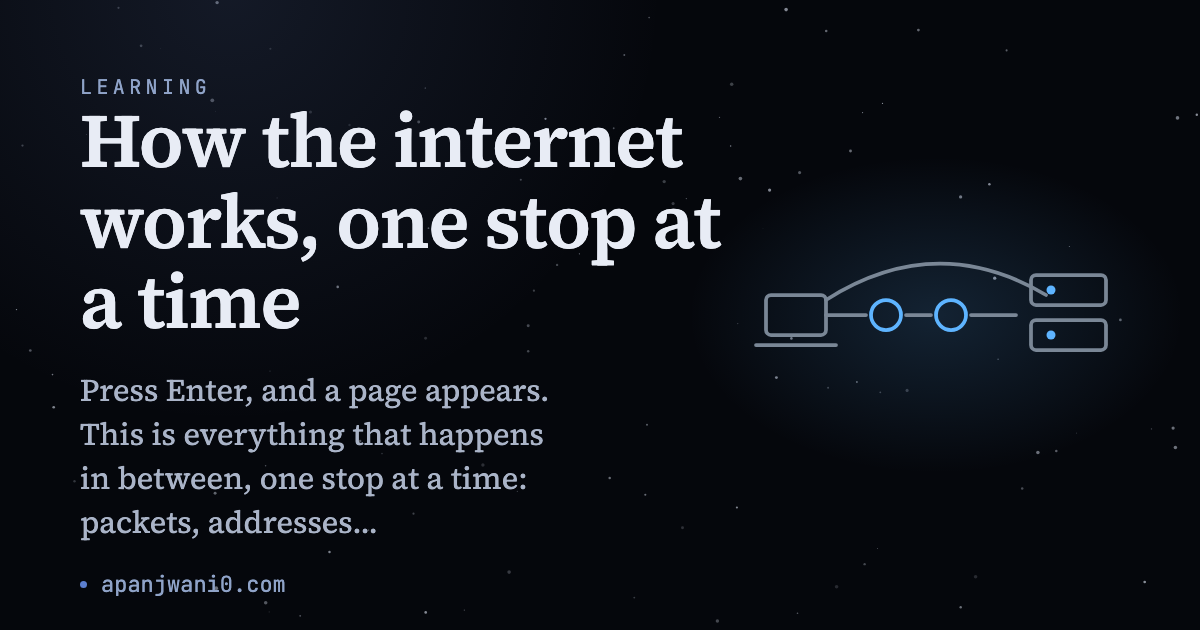 LEARNING
How the internet
works, one stop at
a time
Press Enter, and a page appears.
This is everything that happens
in between, one stop at a time:
packets, addresses...
apanjwani0.com